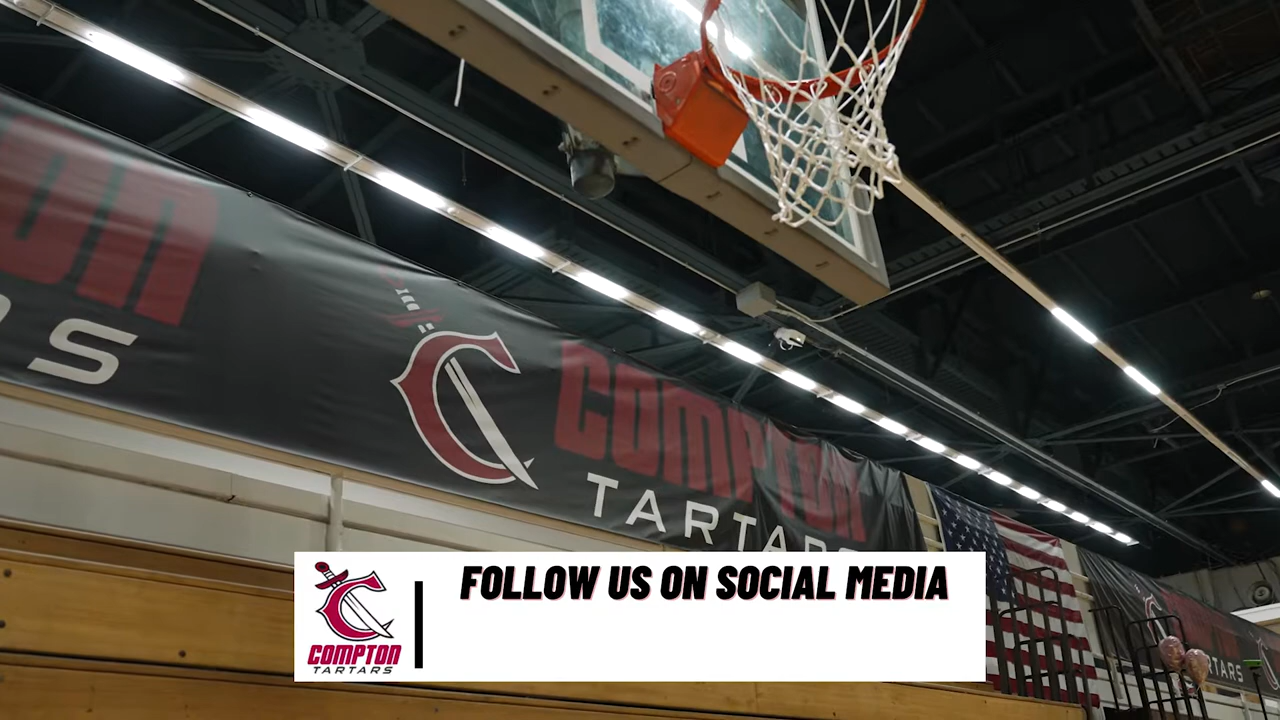 COMPTON
TARTARS
FOLLOW US ON SOCIAL MEDIA
COMPTON
TARTARS